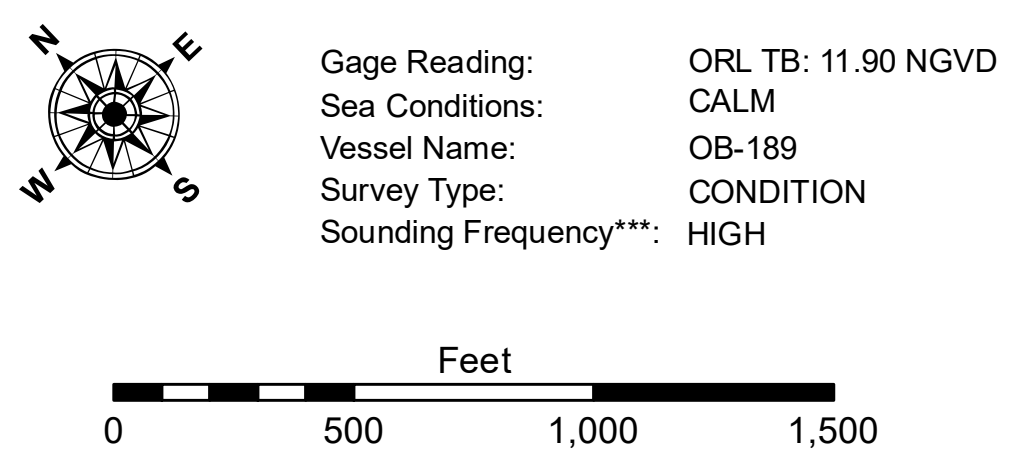 N E
W S
Gage Reading: ORL TB: 11.90 NGVD
Sea Conditions: CALM
Vessel Name: OB-189
Survey Type: CONDITION
Sounding Frequency***: HIGH
Feet
0 500 1,000 1,500